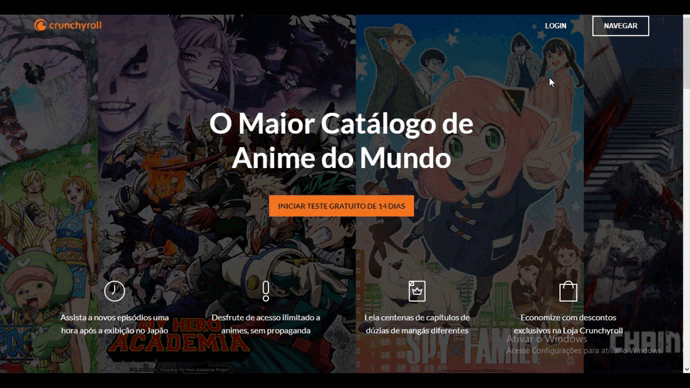 crunchyroll
LOGIN
NAVEGAR
O Maior Catálogo de
Anime do Mundo
INICIAR TESTE GRATUITO DE 14 DIAS
Assista a novos episódios uma
hora após a exibição no Japão
Desfrute de acesso ilimitado a
animes, sem propaganda
Leia centenas de capítulos de
dúzias de mangás diferentes
Economize com descontos
exclusivos na Loja Crunchyroll
MY HERO
ACADEMIA
SPY FAMILY
CHAIN
Ativar o Windows
Acesse Configurações para ativar o Windows.